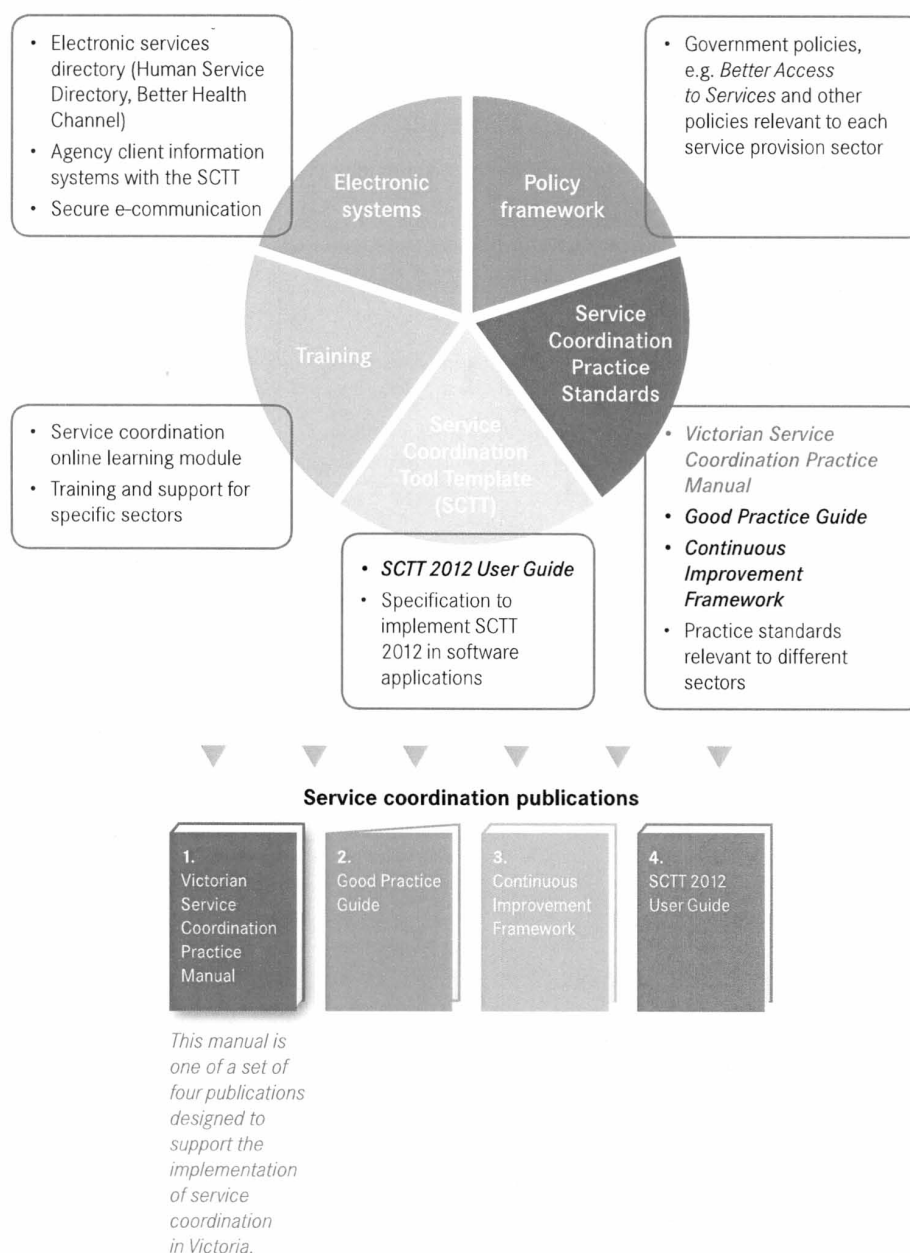 • Electronic services
directory (Human Service
Directory, Better Health
Channel)
• Agency client information
systems with the SCTT
• Secure e-communication
• Government policies,
e.g. Better Access
to Services and other
policies relevant to each
service provision sector
Electronic
systems
Policy
framework
Service
Coordination
Practice
Standards
Training
Service
Coordination
Tool Template
(SCTT)
• Service coordination
online learning module
• Training and support for
specific sectors
• SCTT 2012 User Guide
• Specification to
implement SCTT
2012 in software
applications
• Victorian Service
Coordination Practice
Manual
• Good Practice Guide
• Continuous
Improvement
Framework
• Practice standards
relevant to different
sectors
Service coordination publications
1.
Victorian
Service
Coordination
Practice
Manual
2.
Good Practice
Guide
3.
Continuous
Improvement
Framework
4.
SCTT 2012
User Guide
This manual is
one of a set of
four publications
designed to
support the
implementation
of service
coordination
in Victoria.